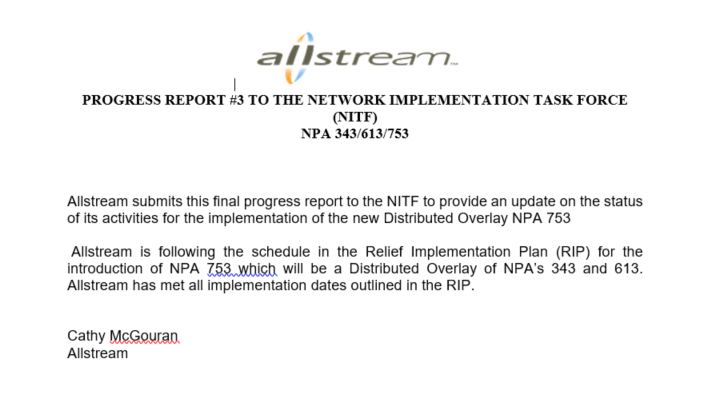 allstream™
PROGRESS REPORT #3 TO THE NETWORK IMPLEMENTATION TASK FORCE
(NITF)
NPA 343/613/753
Allstream submits this final progress report to the NITF to provide an update on the status
of its activities for the implementation of the new Distributed Overlay NPA 753
Allstream is following the schedule in the Relief Implementation Plan (RIP) for the
introduction of NPA 753 which will be a Distributed Overlay of NPA's 343 and 613.
Allstream has met all implementation dates outlined in the RIP.
Cathy McGouran
Allstream